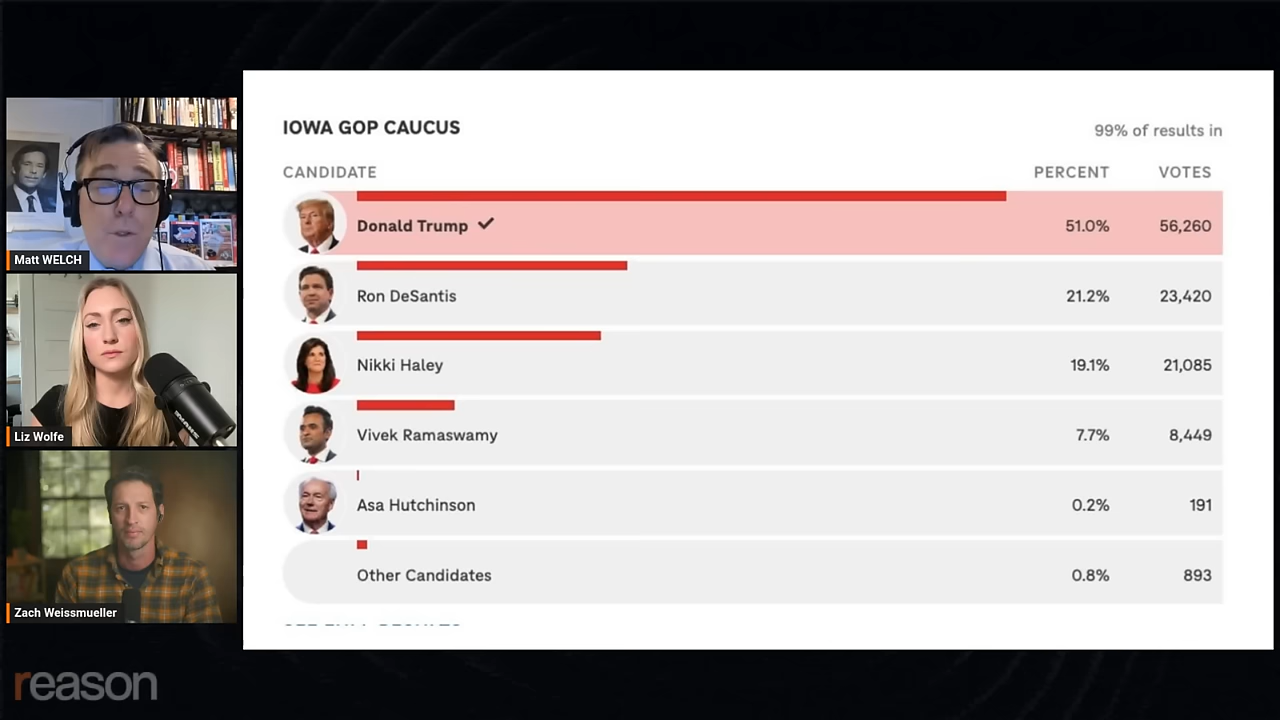 Matt WELCH
Liz Wolfe
Zach Weissmueller
reason
IOWA GOP CAUCUS
99% of results in
CANDIDATE PERCENT VOTES
Donald Trump ✓ 51.0% 56,260
Ron DeSantis 21.2% 23,420
Nikki Haley 19.1% 21,085
Vivek Ramaswamy 7.7% 8,449
Asa Hutchinson 0.2% 191
Other Candidates 0.8% 893